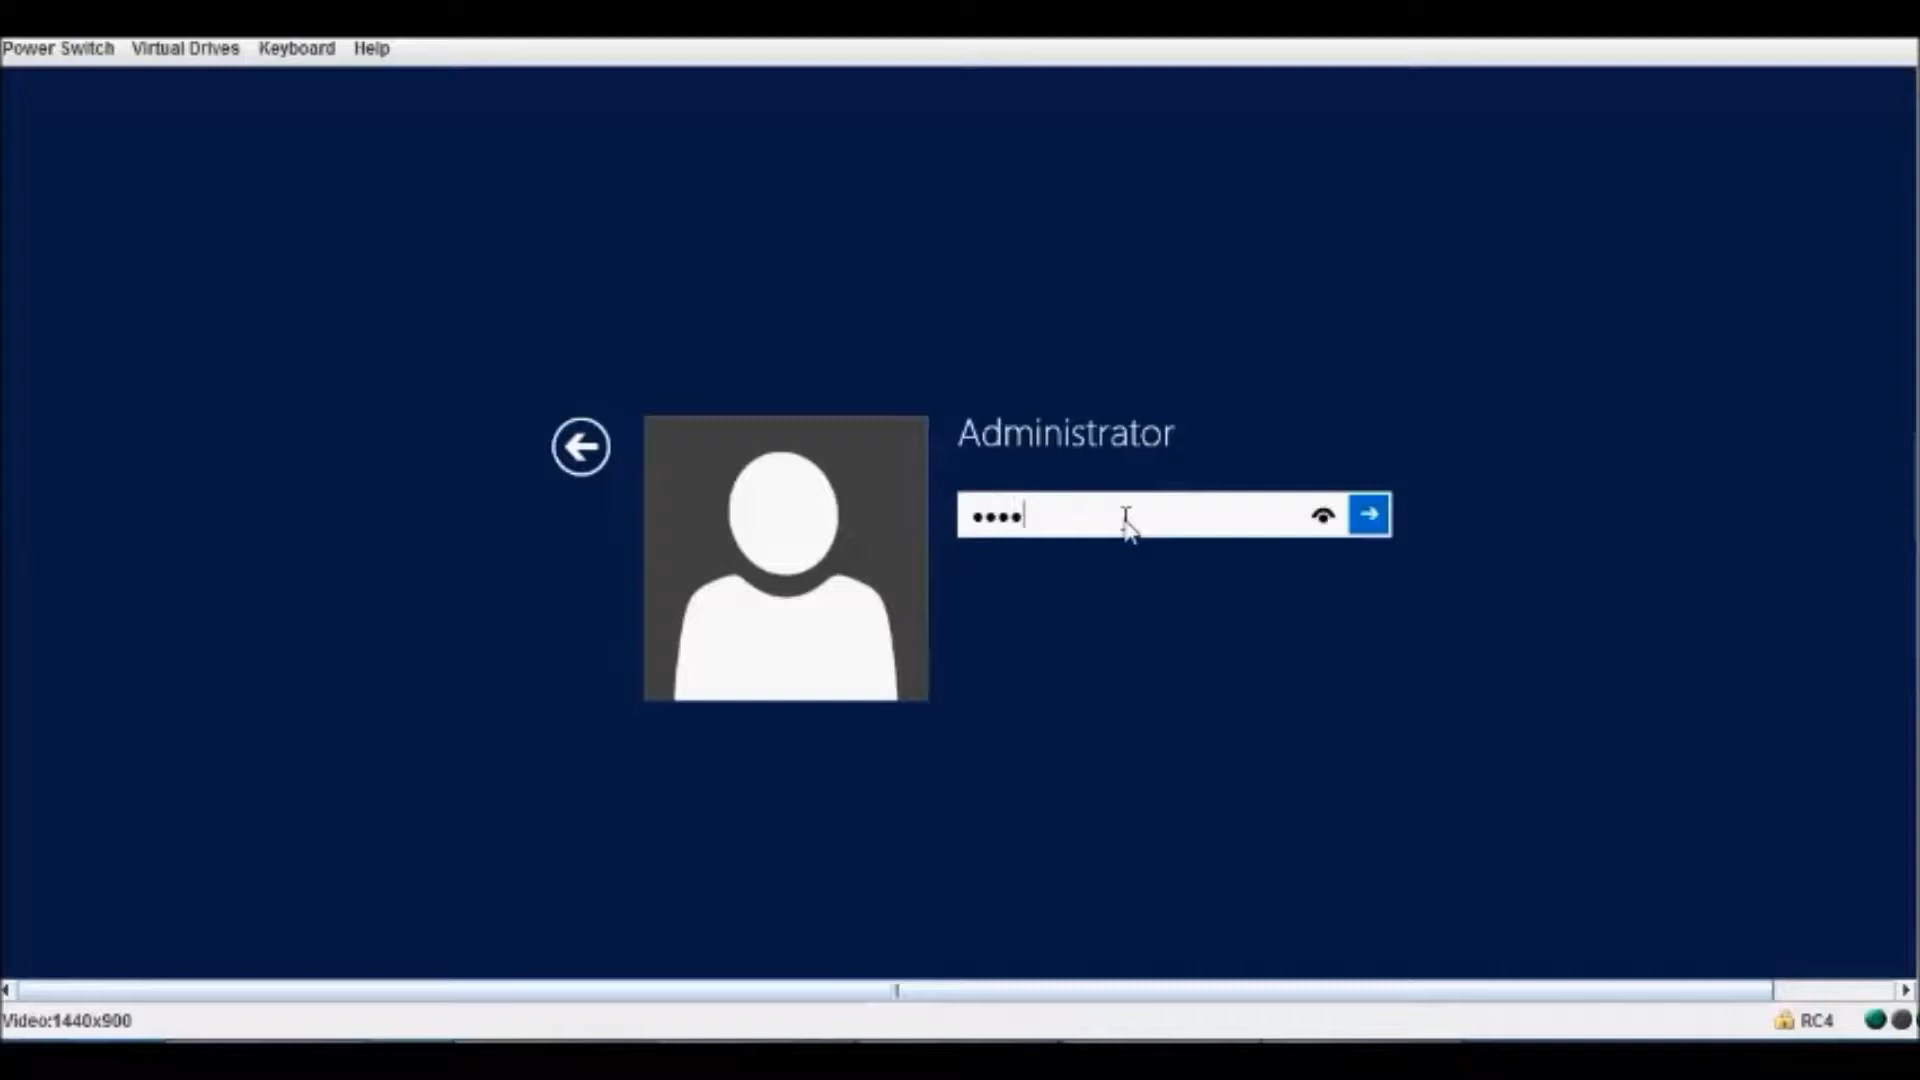 Power Switch Virtual Drives Keyboard Help
Administrator
Video:1440x900
RC4